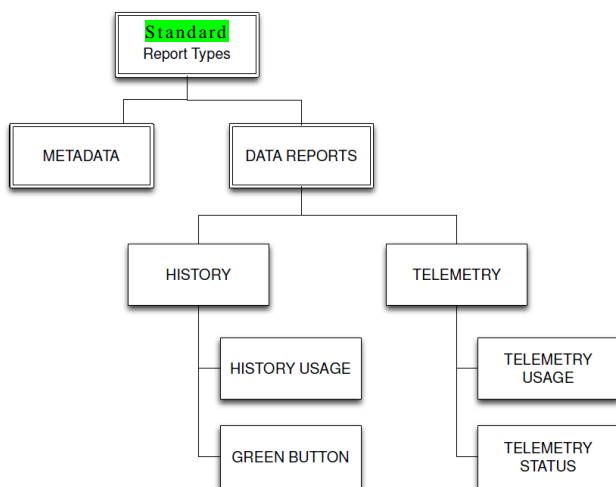 Standard
Report Types
METADATA
DATA REPORTS
HISTORY
TELEMETRY
HISTORY USAGE
TELEMETRY
USAGE
GREEN BUTTON
TELEMETRY
STATUS